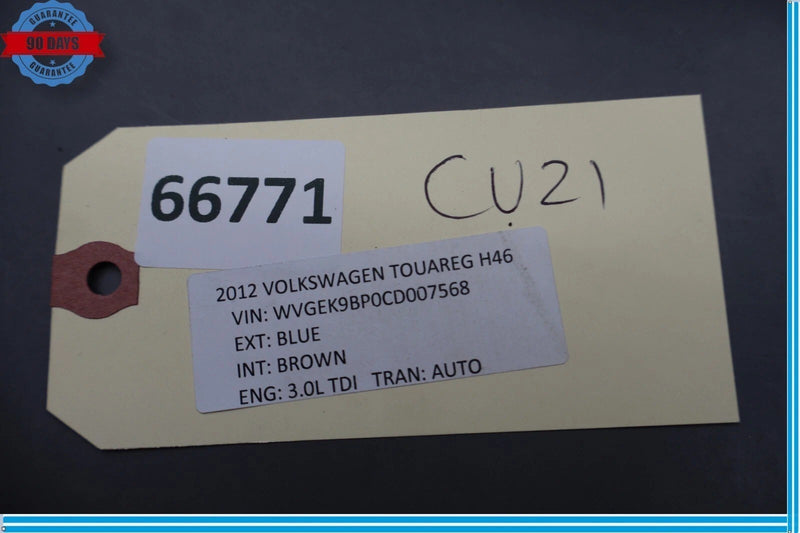 GUARANTEE
90 DAYS
GUARANTEE
66771
CU21
2012 VOLKSWAGEN TOUAREG H46
VIN: WVGEK9BP0CD007568
EXT: BLUE
INT: BROWN
ENG: 3.0L TDI TRAN: AUTO